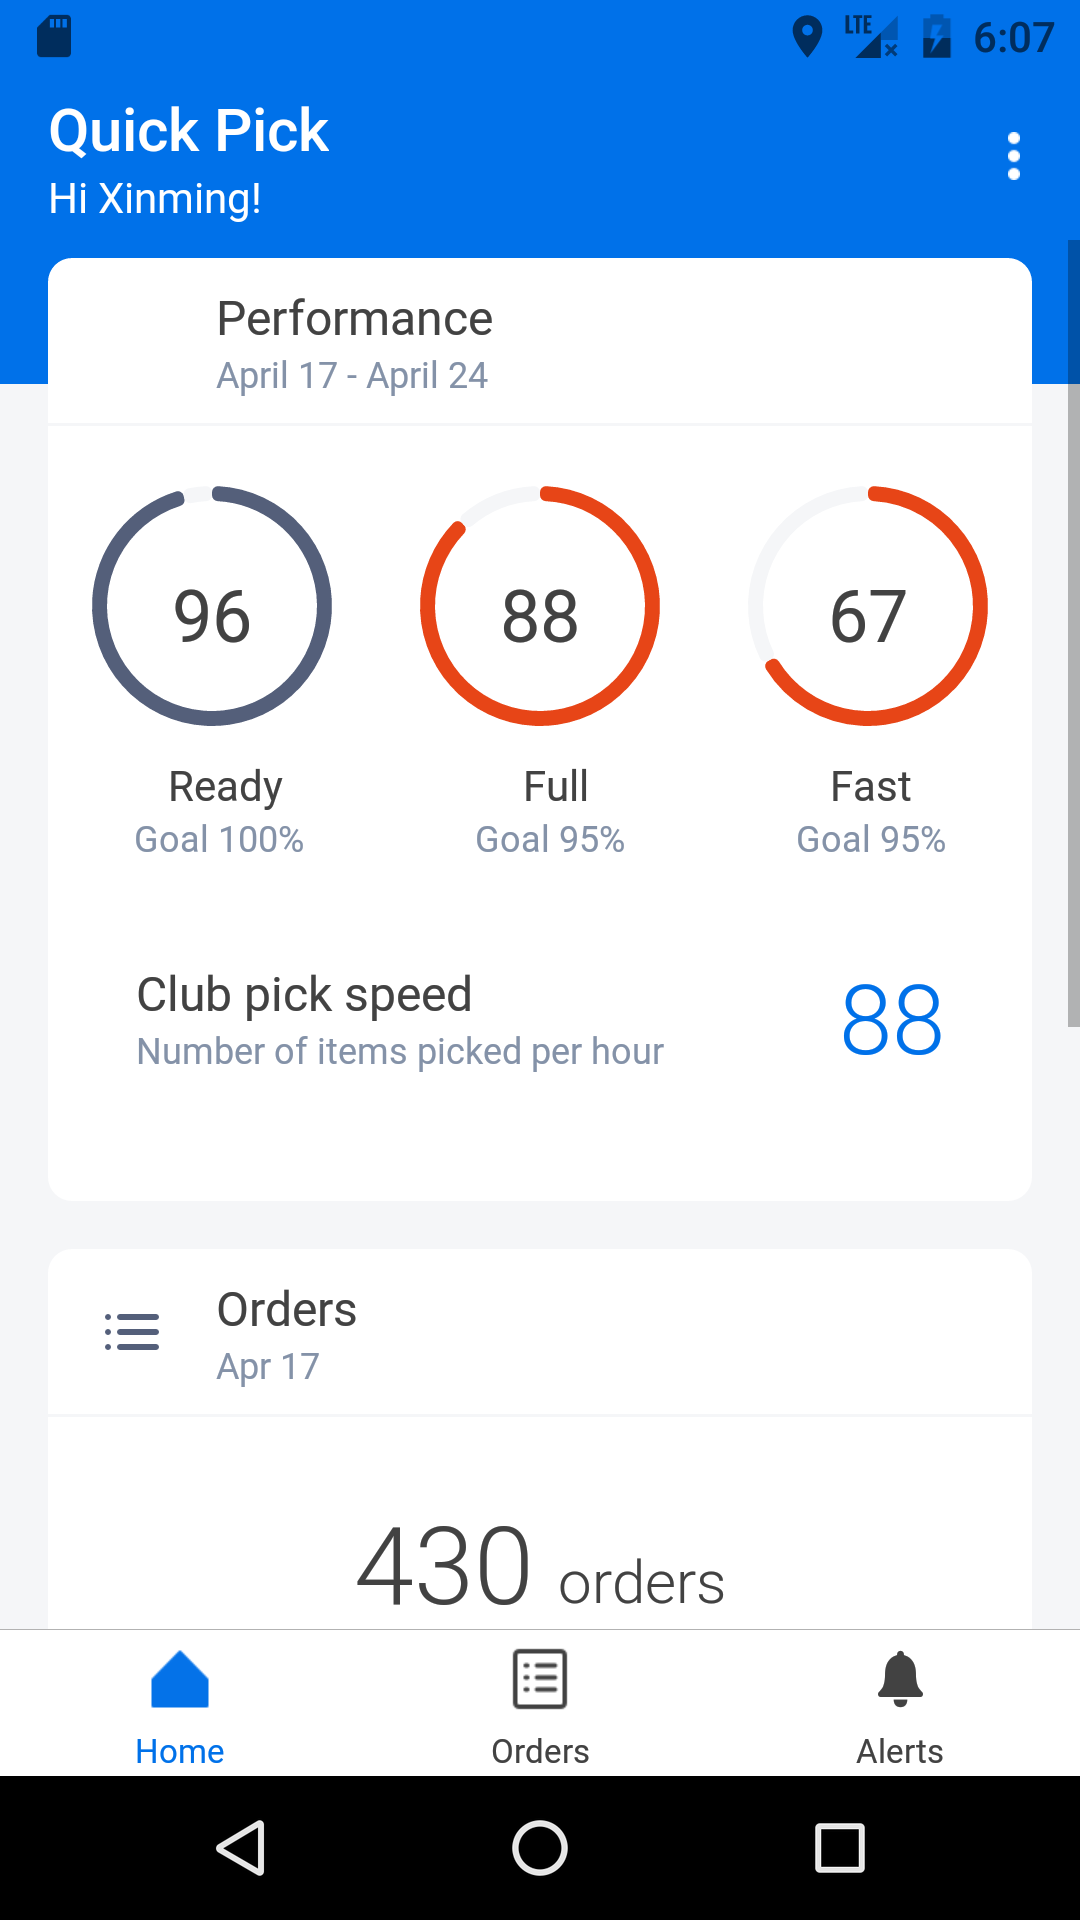 LTE
6:07
Quick Pick
Hi Xinming!
Performance
April 17 - April 24
96
88
67
Ready
Full
Fast
Goal 100%
Goal 95%
Goal 95%
Club pick speed
88
Number of items picked per hour
Orders
Apr 17
430 orders
Home
Orders
Alerts